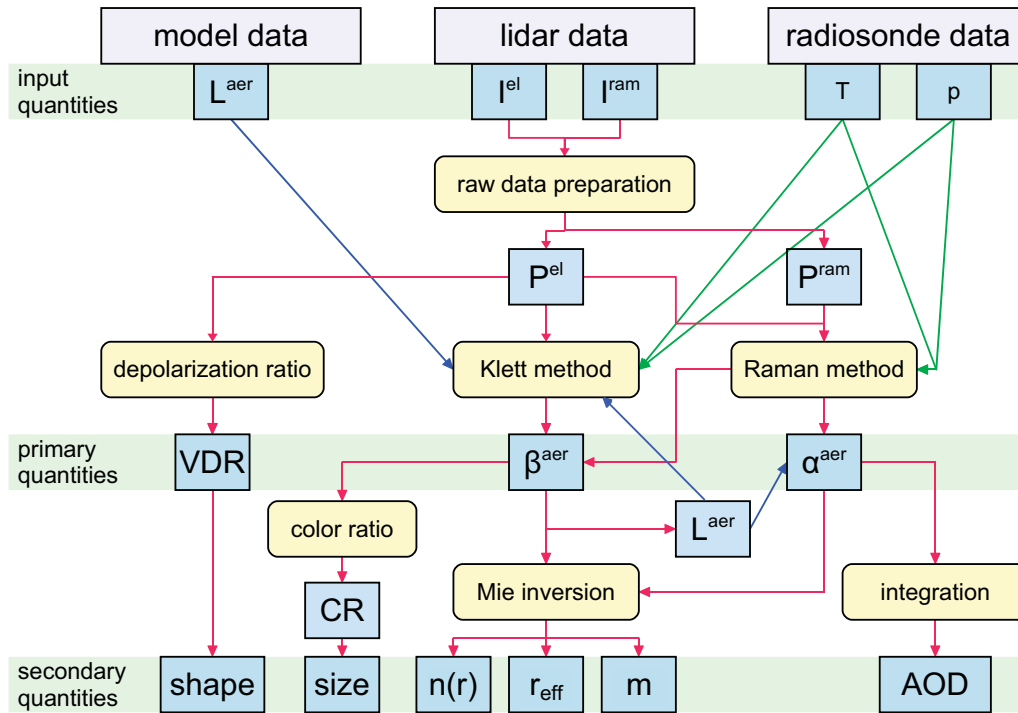 model data
lidar data
radiosonde data
input
quantities
L^aer
I^el
I^ram
T
p
raw data preparation
P^el
P^ram
depolarization ratio
Klett method
Raman method
primary
quantities
VDR
β^aer
α^aer
color ratio
L^aer
CR
Mie inversion
integration
secondary
quantities
shape
size
n(r)
r_eff
m
AOD